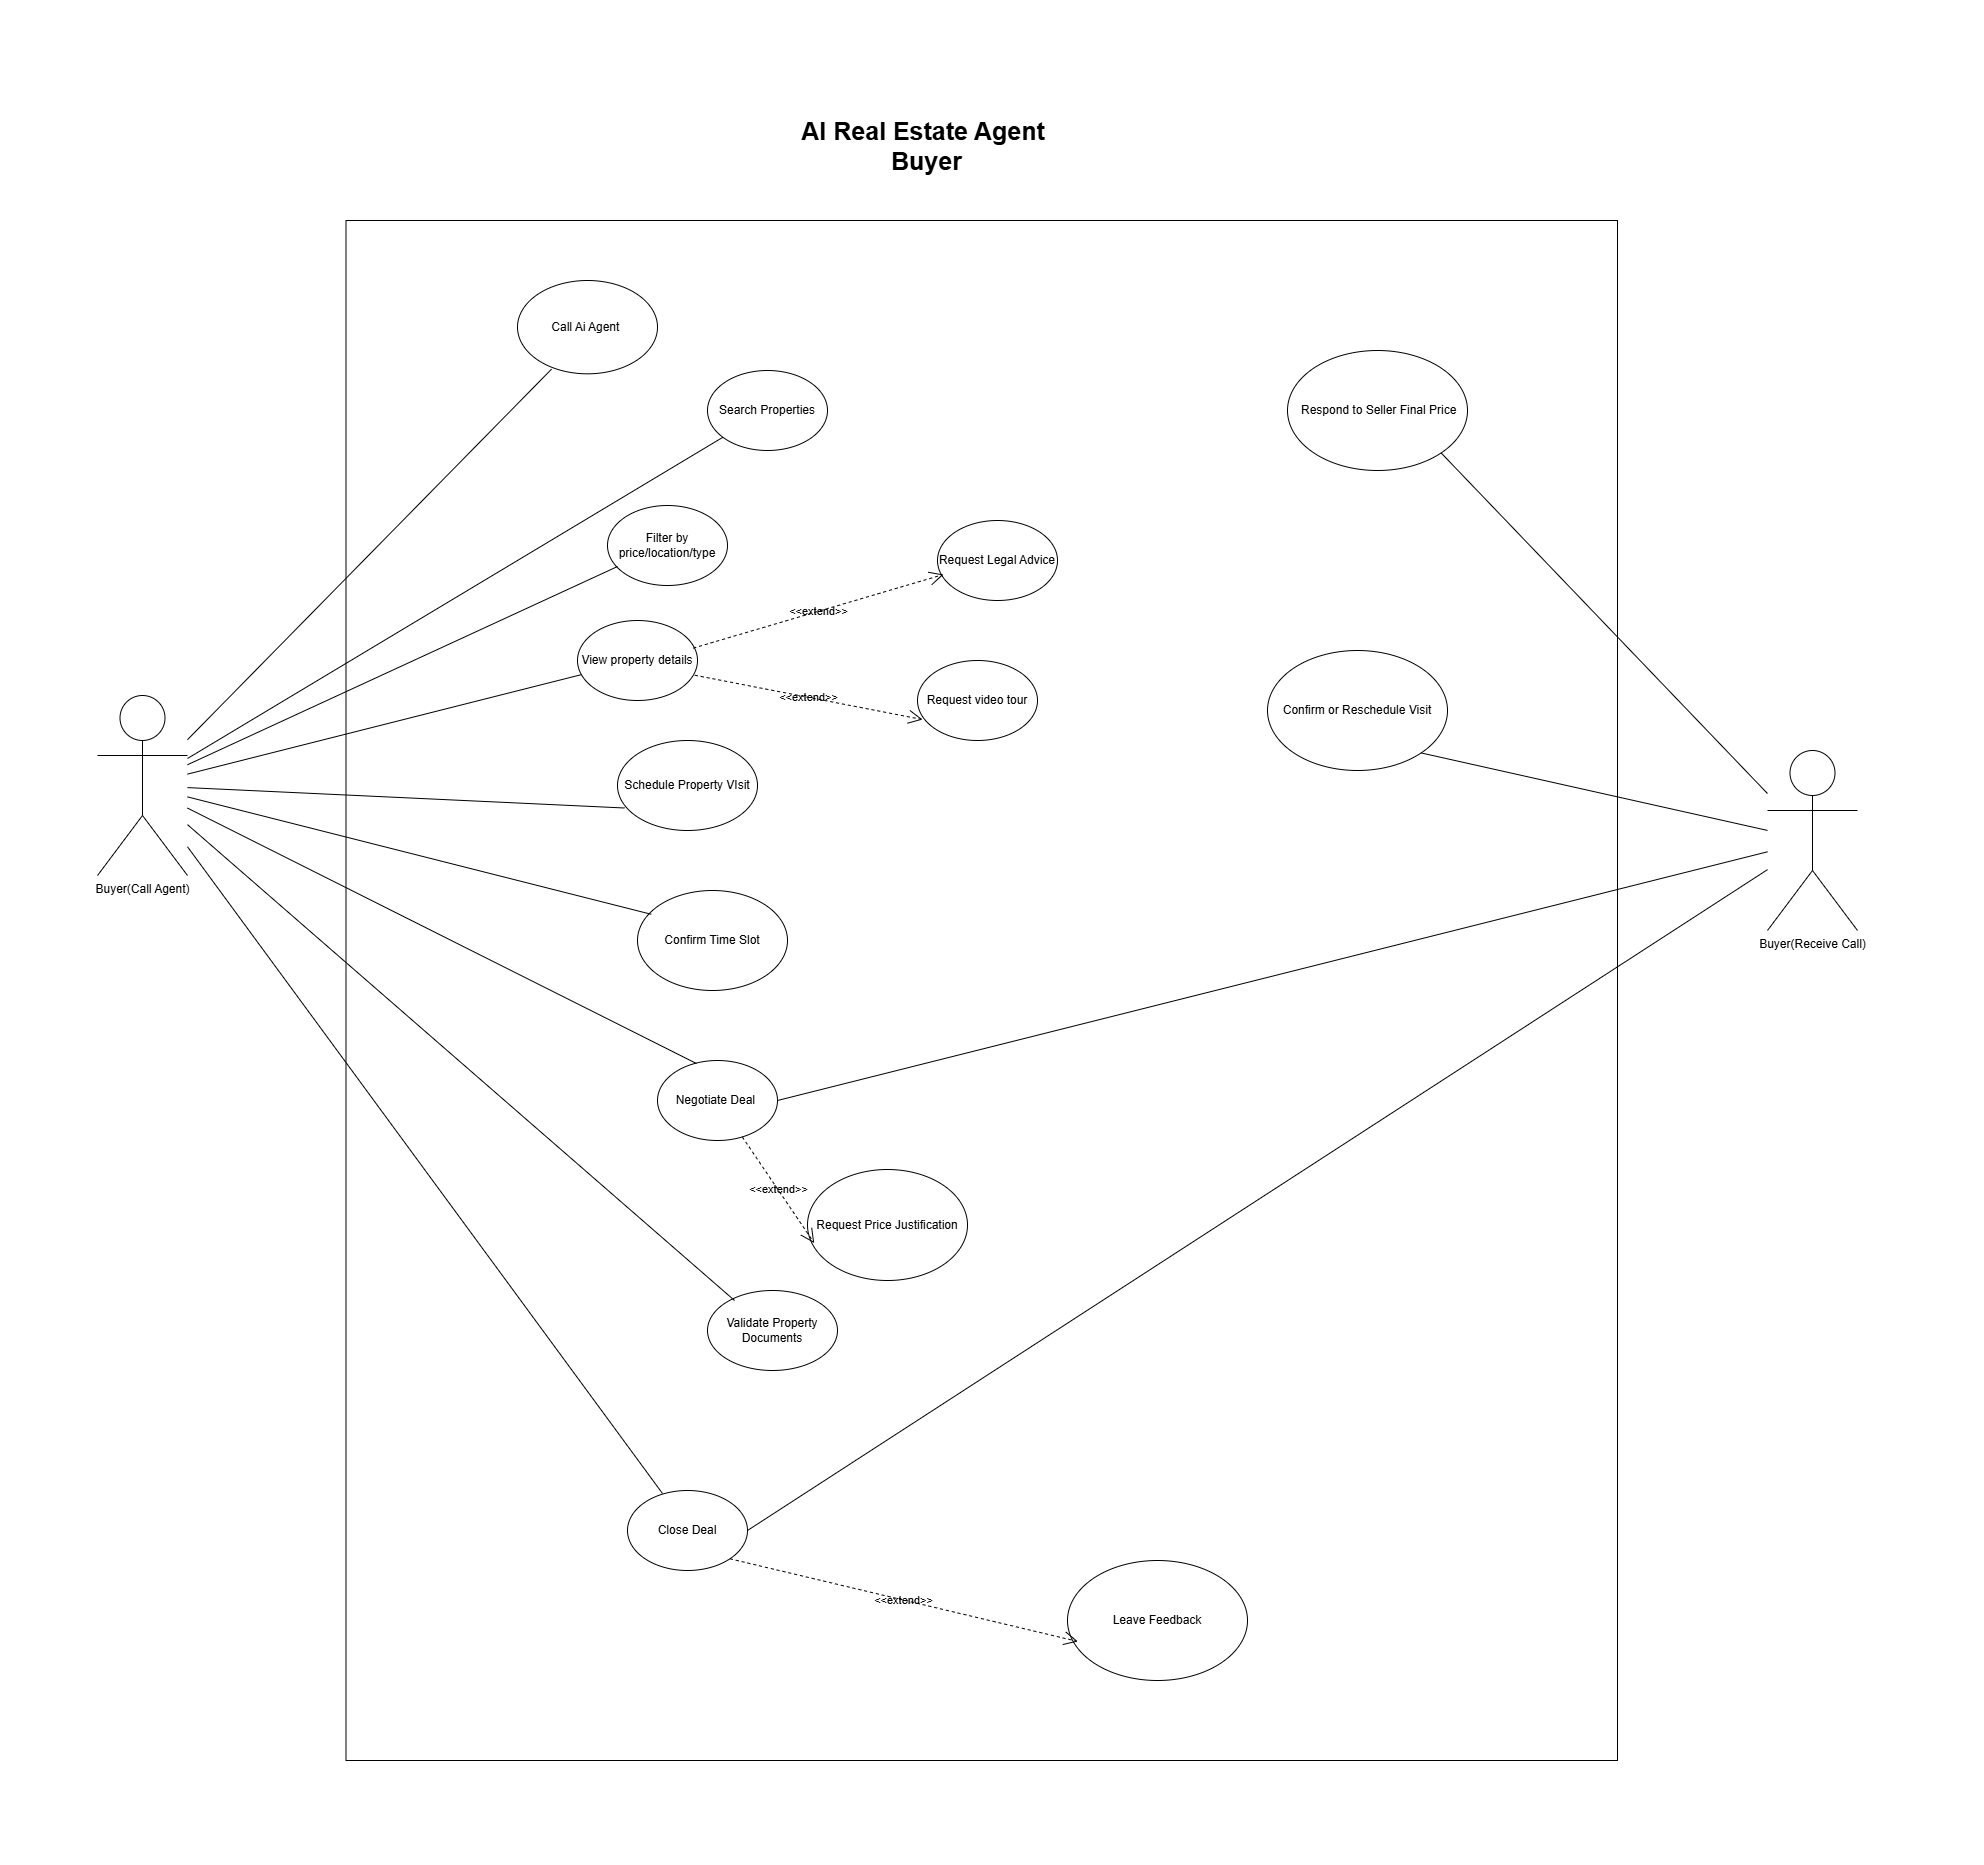 AI Real Estate Agent
Buyer
Call Ai Agent
Search Properties
Respond to Seller Final Price
Filter by
price/location/type
Request Legal Advice
<<extend>>
View property details
<<extend>>
Request video tour
Confirm or Reschedule Visit
Schedule Property VIsit
Buyer(Call Agent)
Confirm Time Slot
Buyer(Receive Call)
Negotiate Deal
<<extend>>
Request Price Justification
Validate Property
Documents
Close Deal
<<extend>>
Leave Feedback